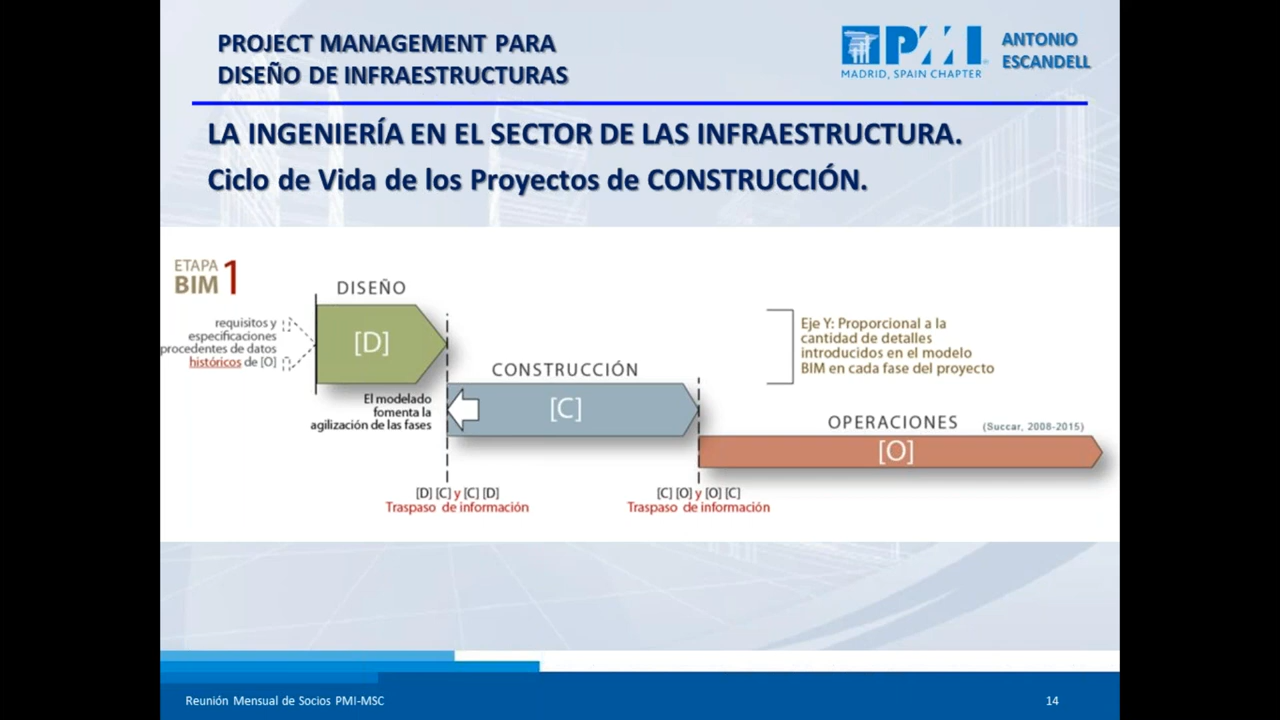 PROJECT MANAGEMENT PARA
DISEÑO DE INFRAESTRUCTURAS
PMI
MADRID, SPAIN CHAPTER
ANTONIO
ESCANDELL
LA INGENIERÍA EN EL SECTOR DE LAS INFRAESTRUCTURA.
Ciclo de Vida de los Proyectos de CONSTRUCCIÓN.
ETAPA
BIM 1
DISEÑO
requisitos y
especificaciones
procedentes de datos
históricos de [O]
[D]
El modelado
fomenta la
agilización de las fases
CONSTRUCCIÓN
[C]
Eje Y: Proporcional a la
cantidad de detalles
introducidos en el modelo
BIM en cada fase del proyecto
OPERACIONES
(Succar, 2008-2015)
[O]
[D] [C] y [C] [D]
Traspaso de información
[C] [O] y [O] [C]
Traspaso de información
Reunión Mensual de Socios PMI-MSC
14